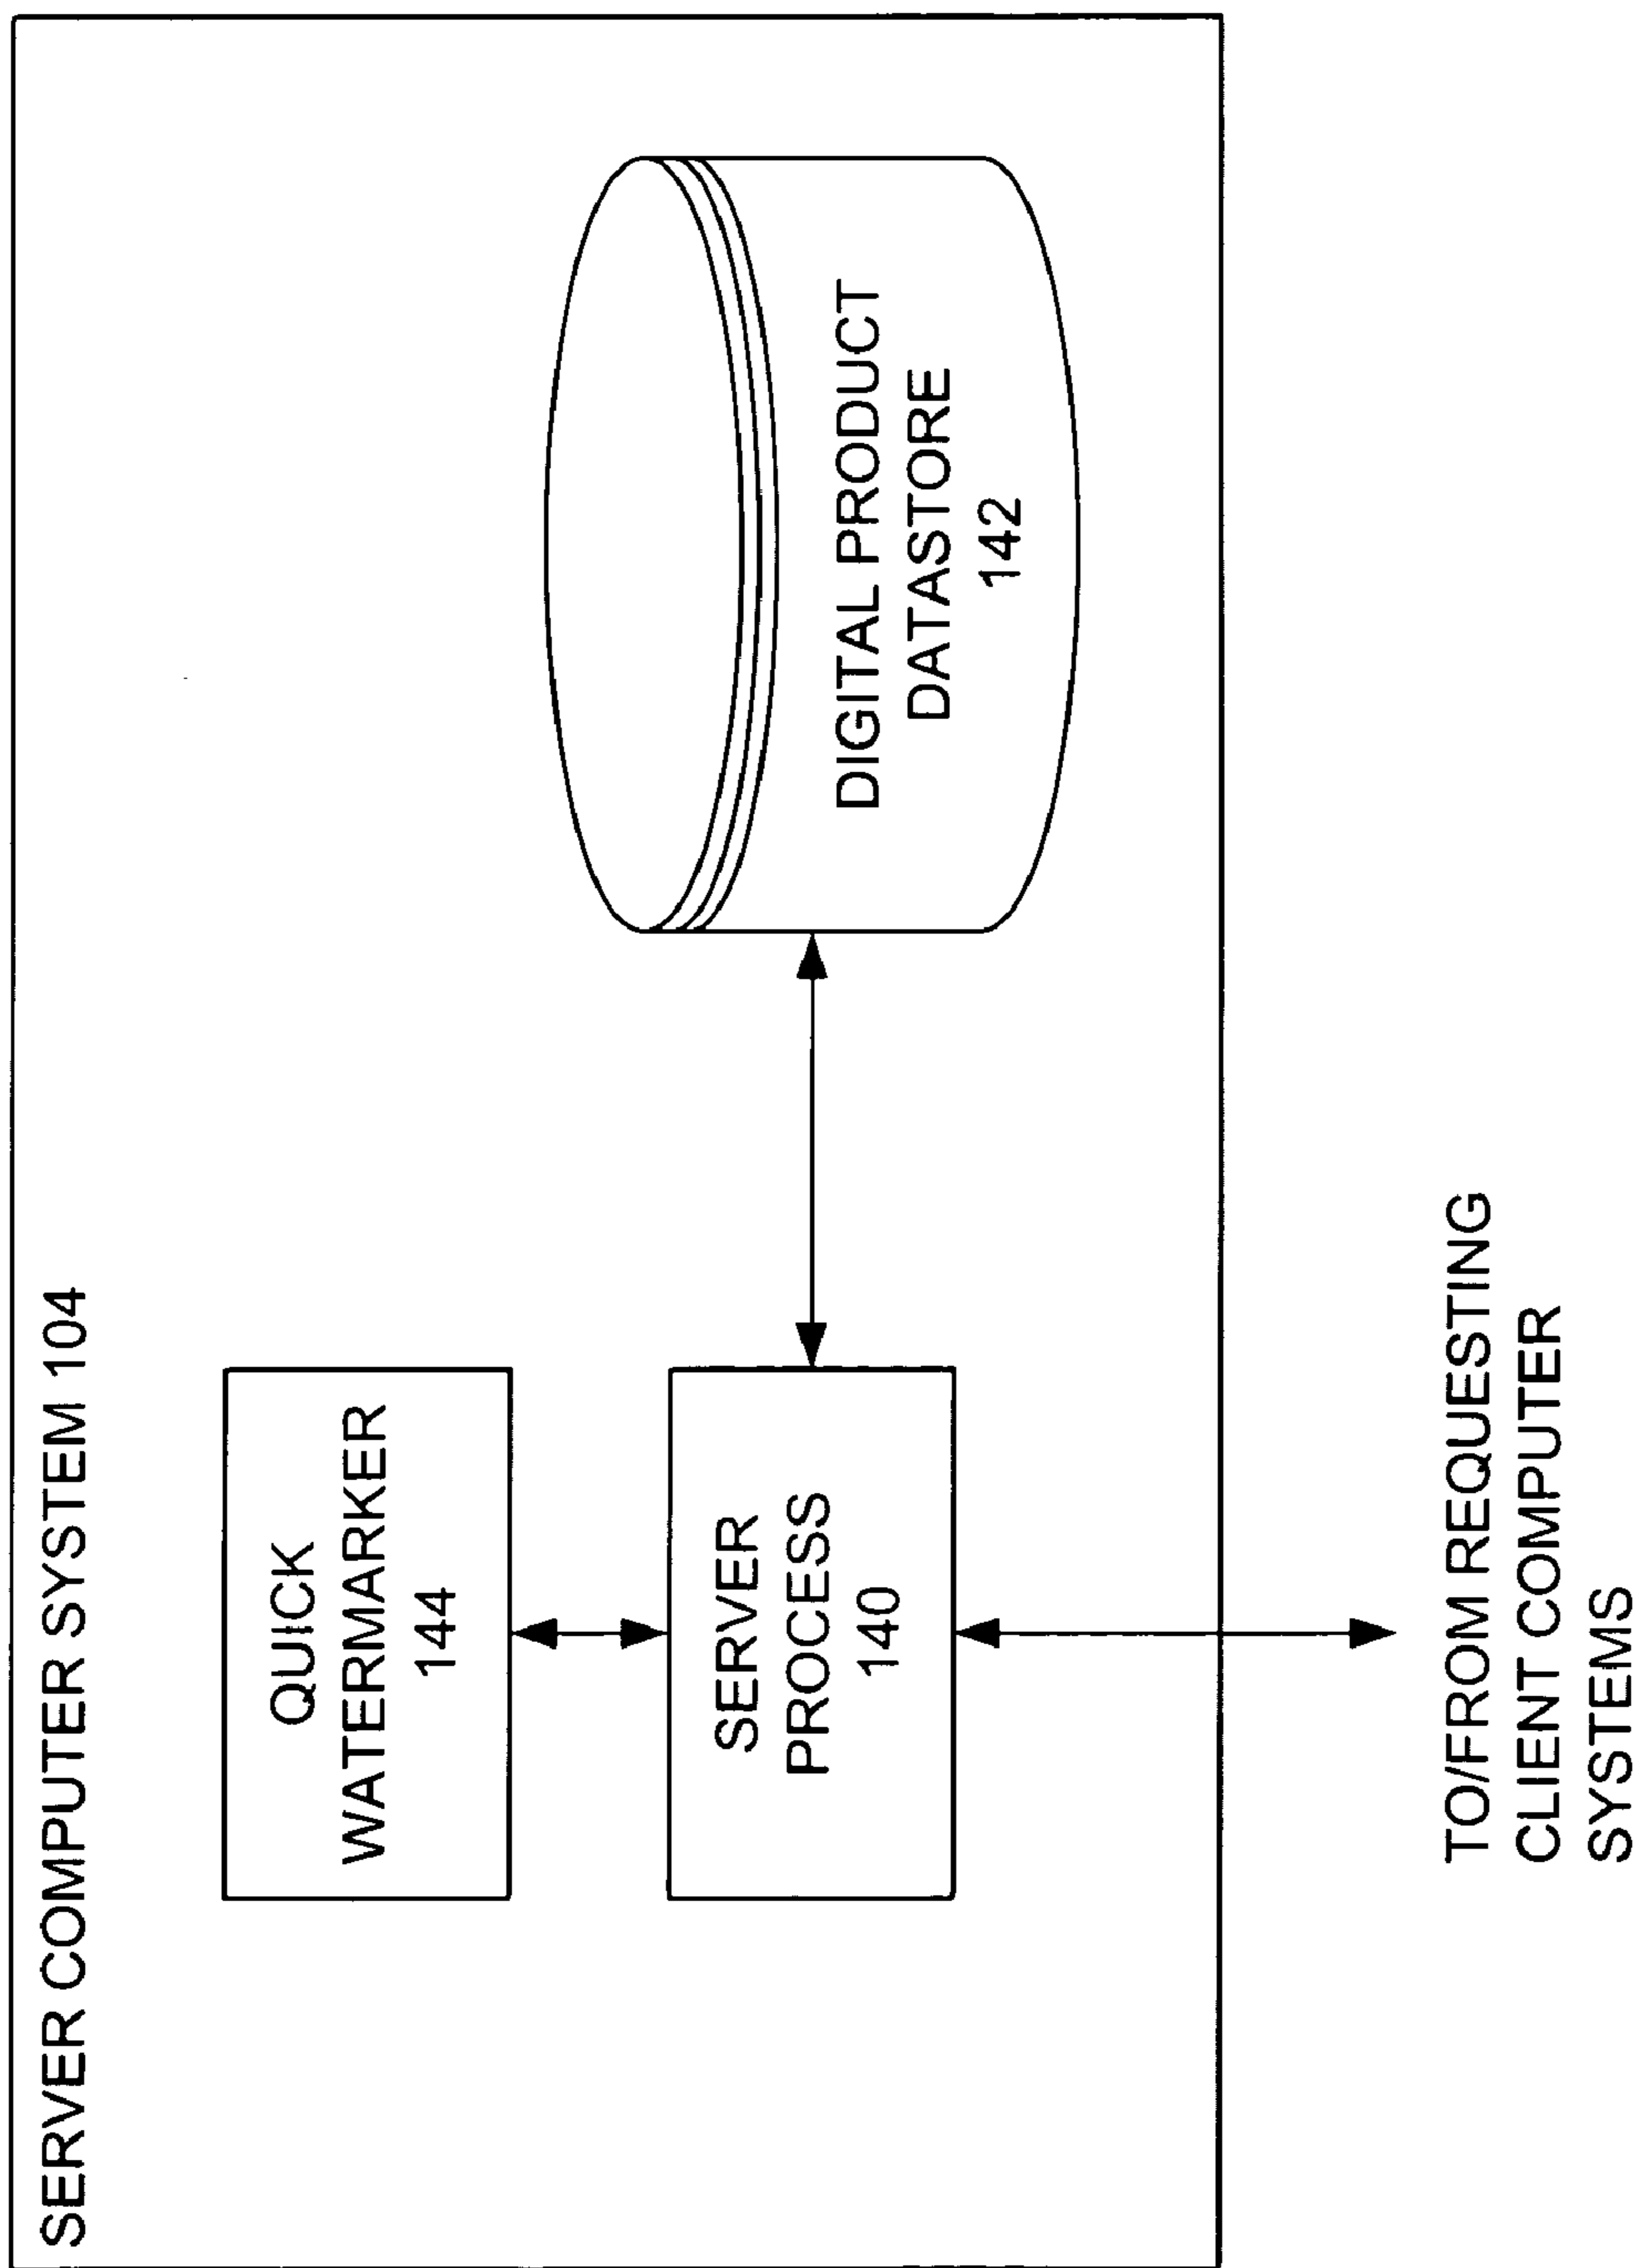 SERVER COMPUTER SYSTEM 104
QUICK
WATERMARKER
144
SERVER
PROCESS
140
DIGITAL PRODUCT
DATASTORE
142
TO/FROM REQUESTING
CLIENT COMPUTER
SYSTEMS